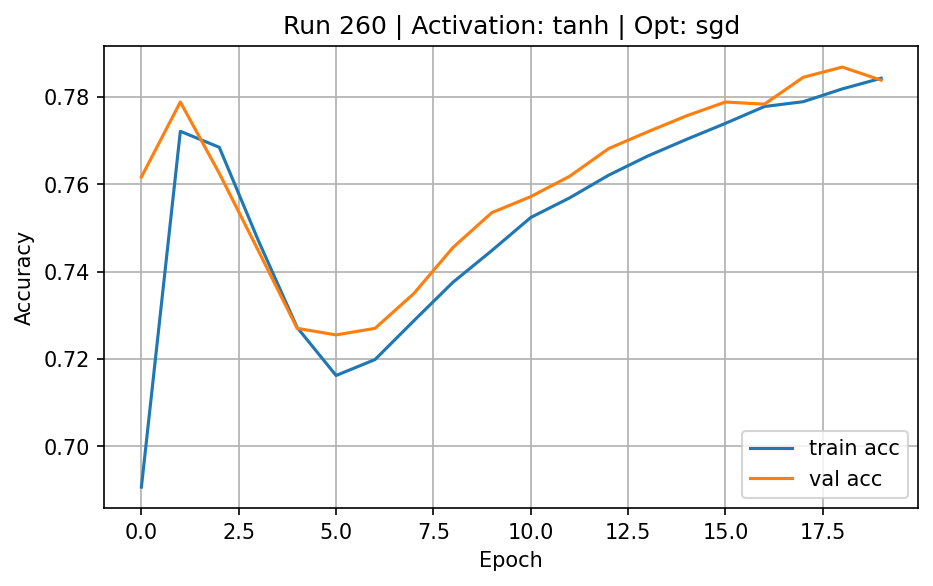 Run 260 | Activation: tanh | Opt: sgd
Accuracy
0.78
0.76
0.74
0.72
0.70
train acc
val acc
0.0 2.5 5.0 7.5 10.0 12.5 15.0 17.5
Epoch